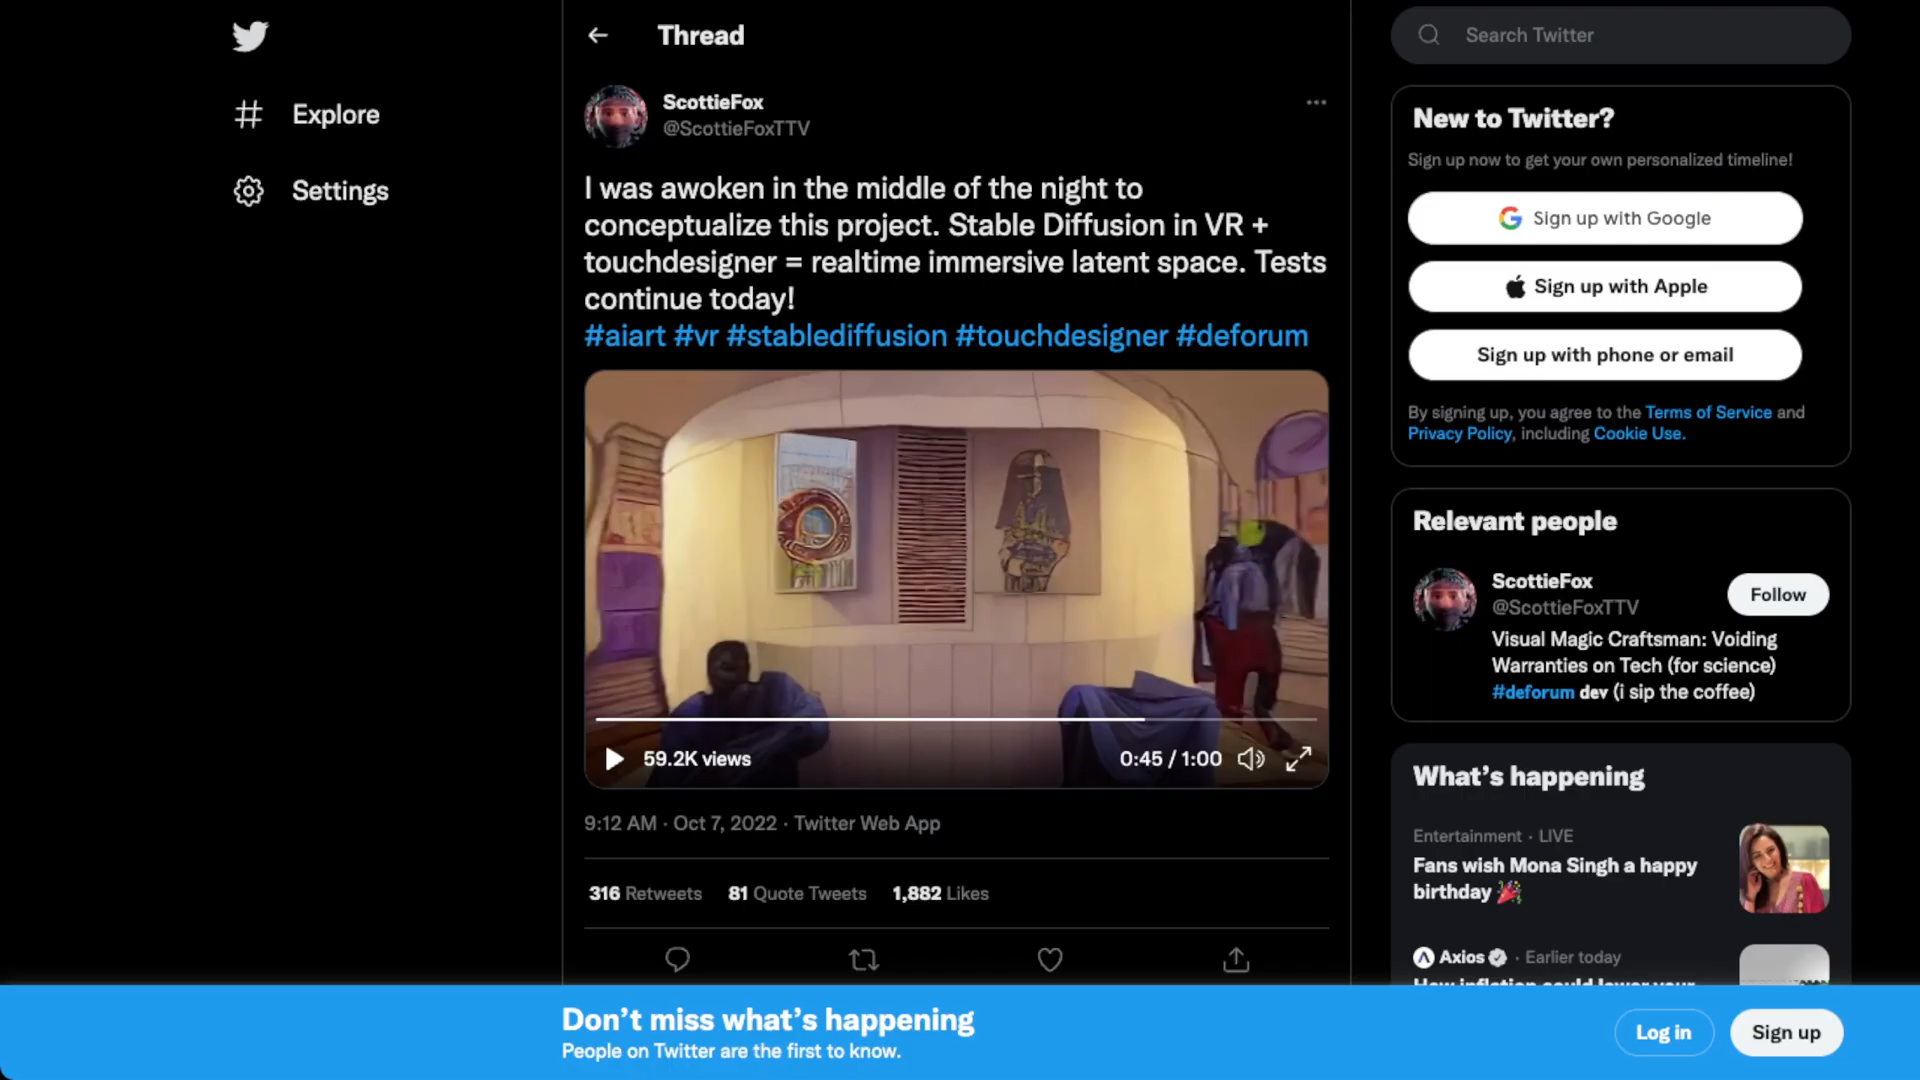 Thread
ScottieFox
@ScottieFoxTTV
I was awoken in the middle of the night to
conceptualize this project. Stable Diffusion in VR +
touchdesigner = realtime immersive latent space. Tests
continue today!
#aiart #vr #stablediffusion #touchdesigner #deforum
59.2K views
0:45 / 1:00
9:12 AM · Oct 7, 2022 · Twitter Web App
316 Retweets 81 Quote Tweets 1,882 Likes
Explore
Settings
Search Twitter
New to Twitter?
Sign up now to get your own personalized timeline!
Sign up with Google
Sign up with Apple
Sign up with phone or email
By signing up, you agree to the Terms of Service and
Privacy Policy, including Cookie Use.
Relevant people
ScottieFox
@ScottieFoxTTV
Follow
Visual Magic Craftsman: Voiding
Warranties on Tech (for science)
#deforum dev (i sip the coffee)
What's happening
Entertainment · LIVE
Fans wish Mona Singh a happy
birthday 🎉
Axios · Earlier today
How inflation could lower your
Don't miss what's happening
People on Twitter are the first to know.
Log in
Sign up